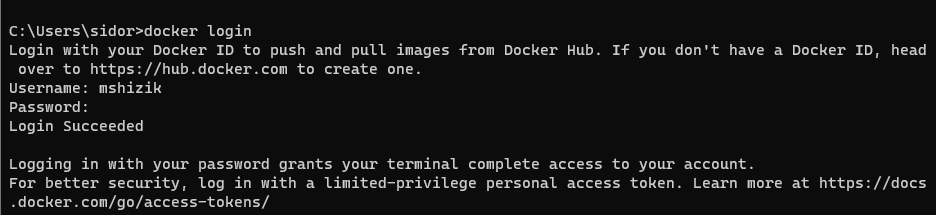 C:\Users\sidor>docker login
Login with your Docker ID to push and pull images from Docker Hub. If you don't have a Docker ID, head
 over to https://hub.docker.com to create one.
Username: mshizik
Password:
Login Succeeded

Logging in with your password grants your terminal complete access to your account.
For better security, log in with a limited-privilege personal access token. Learn more at https://docs
.docker.com/go/access-tokens/